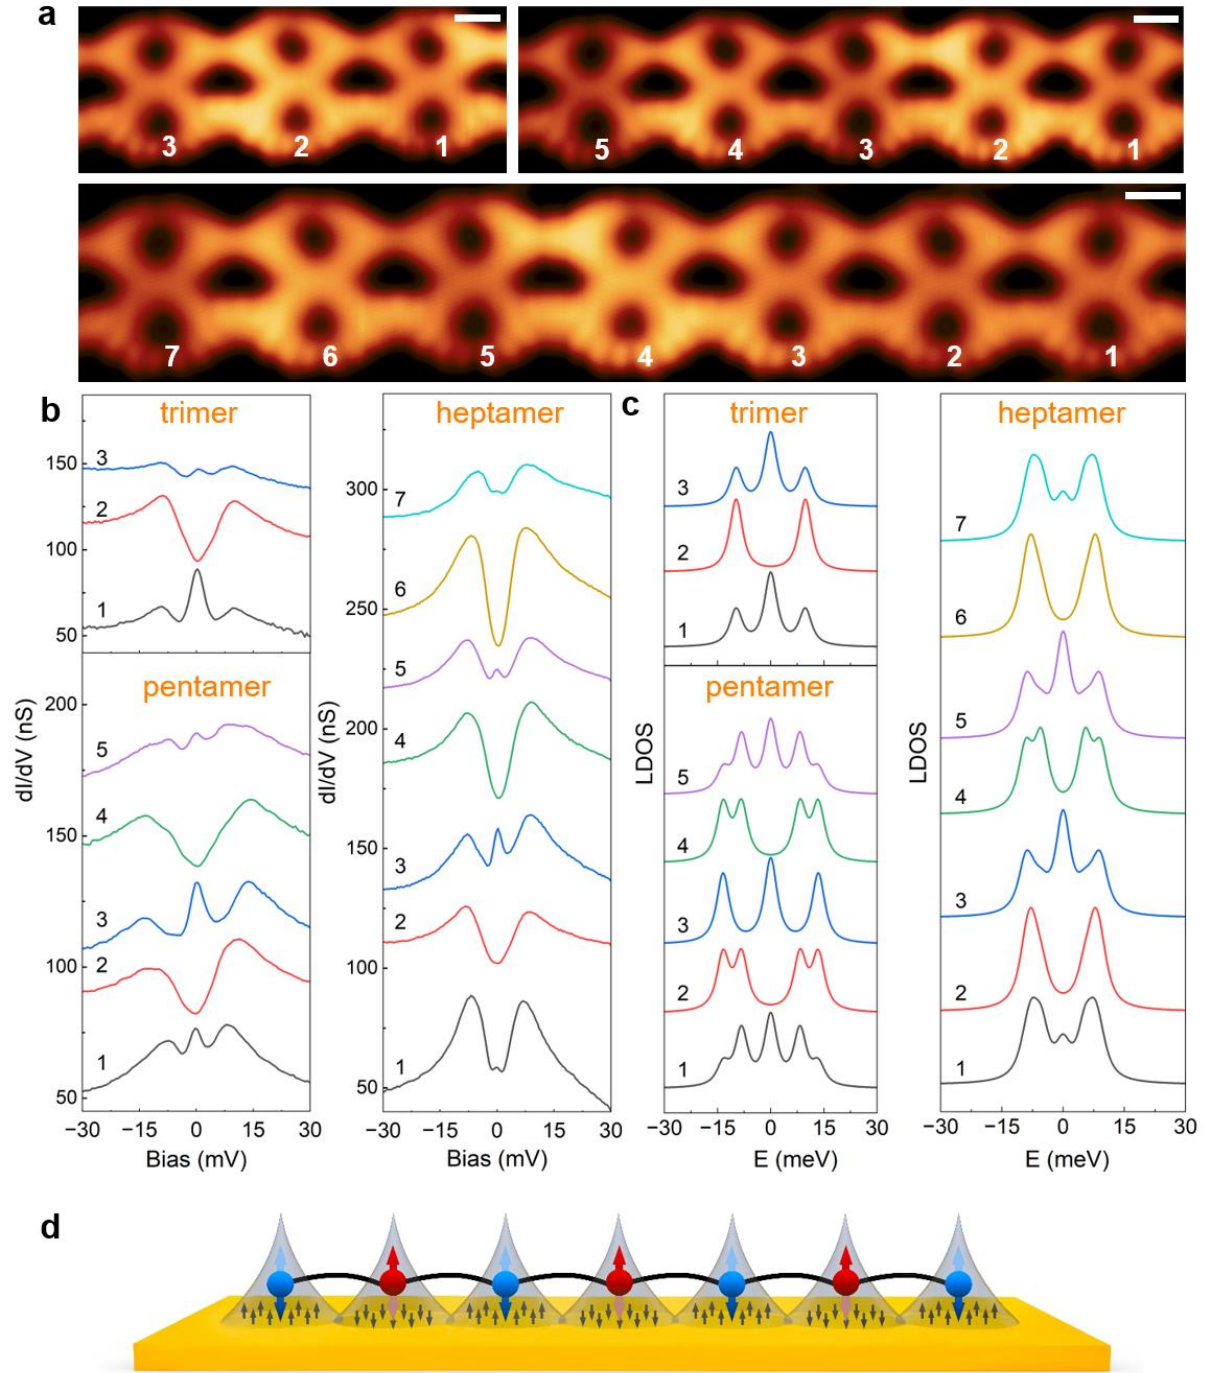 a
3 2 1
5 4 3 2 1
7 6 5 4 3 2 1
b
trimer
3
2
1
150
100
50
pentamer
5
4
3
2
1
200
150
100
50
dI/dV (nS)
−30 −15 0 15 30
Bias (mV)
heptamer
7
6
5
4
3
2
1
300
250
200
150
100
50
dI/dV (nS)
−30 −15 0 15 30
Bias (mV)
c
trimer
3
2
1
pentamer
5
4
3
2
1
LDOS
−30 −15 0 15 30
E (meV)
heptamer
7
6
5
4
3
2
1
LDOS
−30 −15 0 15 30
E (meV)
d